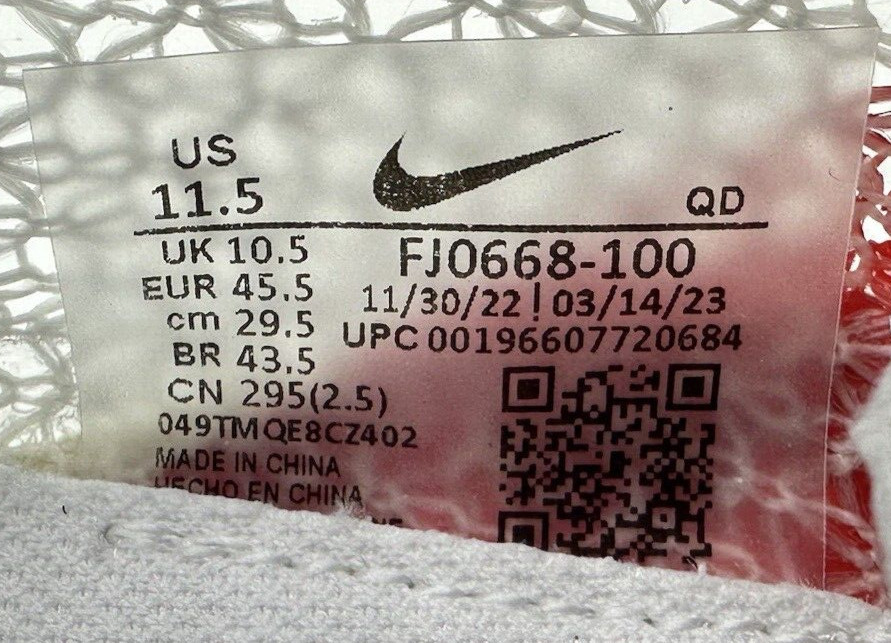 US
11.5
QD
UK 10.5
EUR 45.5
cm 29.5
BR 43.5
CN 295(2.5)
FJ0668-100
11/30/22 | 03/14/23
UPC 00196607720684
049TMQE8CZ402
MADE IN CHINA
HECHO EN CHINA